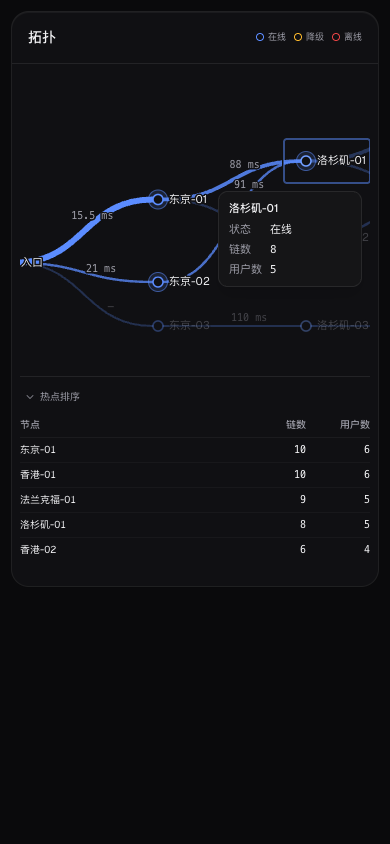 拓扑
在线 降级 离线
88 ms
洛杉矶-01
91 ms
东京-01
15.5 ms
洛杉矶-01
状态 在线
链数 8
用户数 5
入口
21 ms
东京-02
—
110 ms
东京-03
洛杉矶-03
热点排序
节点 链数 用户数
东京-01 10 6
香港-01 10 6
法兰克福-01 9 5
洛杉矶-01 8 5
香港-02 6 4